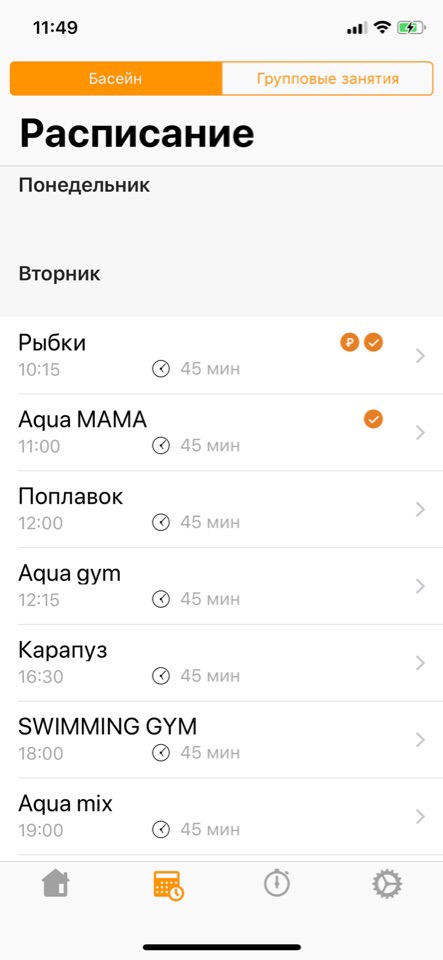 11:49
Басейн
Групповые занятия
Расписание
Понедельник
Вторник
Рыбки
₽
10:15
45 мин
Aqua MAMA
11:00
45 мин
Поплавок
12:00
45 мин
Aqua gym
12:15
45 мин
Карапуз
16:30
45 мин
SWIMMING GYM
18:00
45 мин
Aqua mix
19:00
45 мин